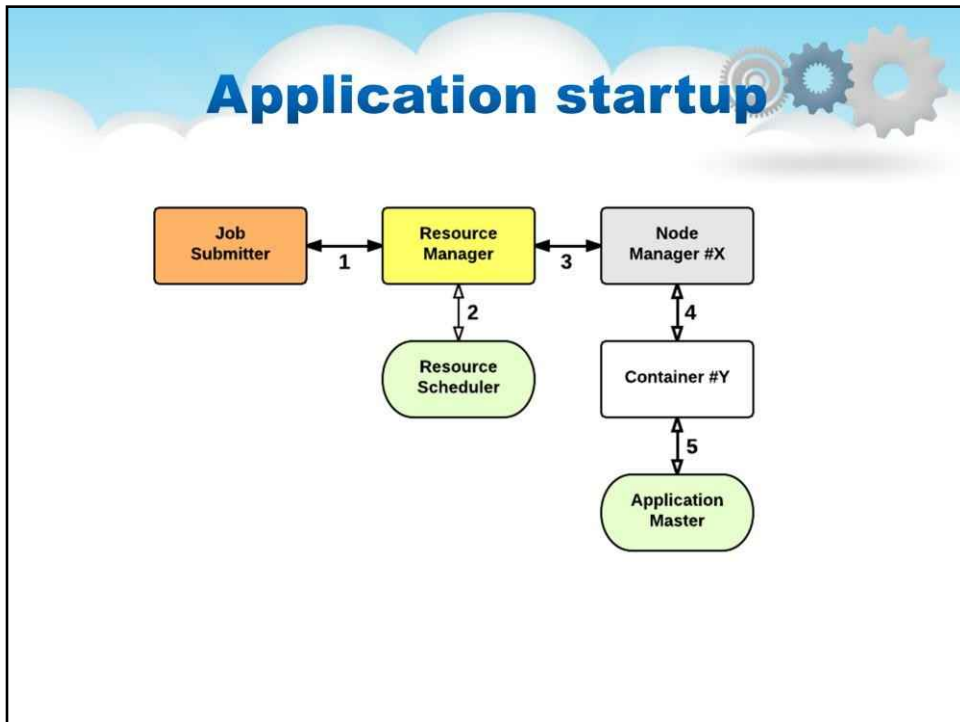 Application startup
Job
Submitter
1
Resource
Manager
3
Node
Manager #X
2
4
Resource
Scheduler
Container #Y
5
Application
Master